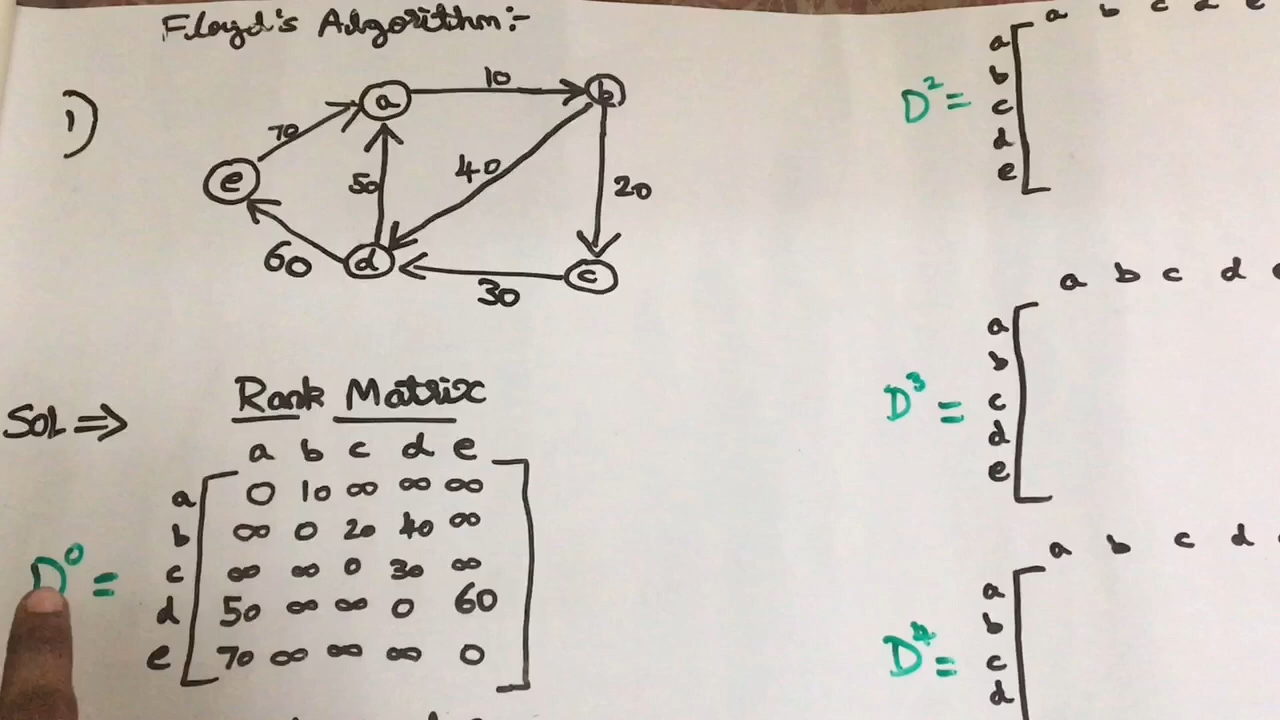 Floyd's Algorithm:-
1)
a
10
b
70
e
50
40
20
60
d
30
c
SOL ⇒
Rank Matrix
a b c d e
a 0 10 ∞ ∞ ∞
b ∞ 0 20 40 ∞
c ∞ ∞ 0 30 ∞
d 50 ∞ ∞ 0 60
e 70 ∞ ∞ ∞ 0
D⁰ =
a b c d e
D² =
a
b
c
d
e
a b c d e
D³ =
a
b
c
d
e
a b c d
D⁴ =
a
b
c
d